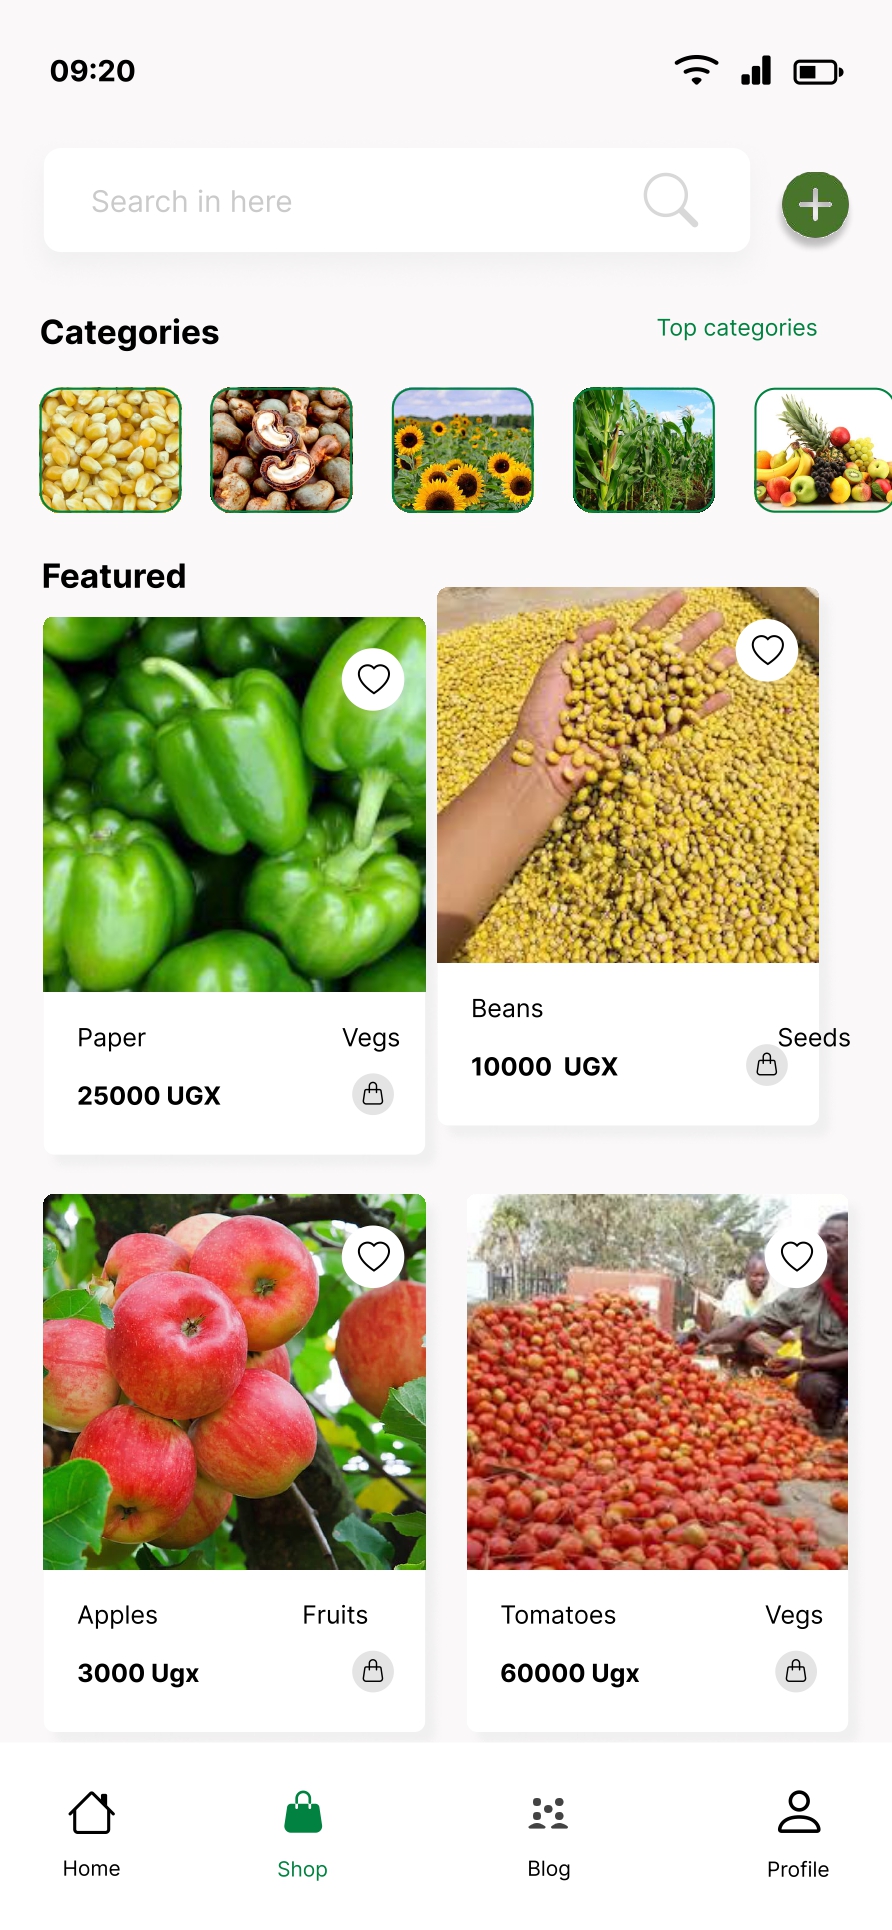 09:20
Search in here
Categories
Top categories
Featured
Paper
Vegs
25000 UGX
Beans
Seeds
10000  UGX
Apples
Fruits
3000 Ugx
Tomatoes
Vegs
60000 Ugx
Home
Shop
Blog
Profile